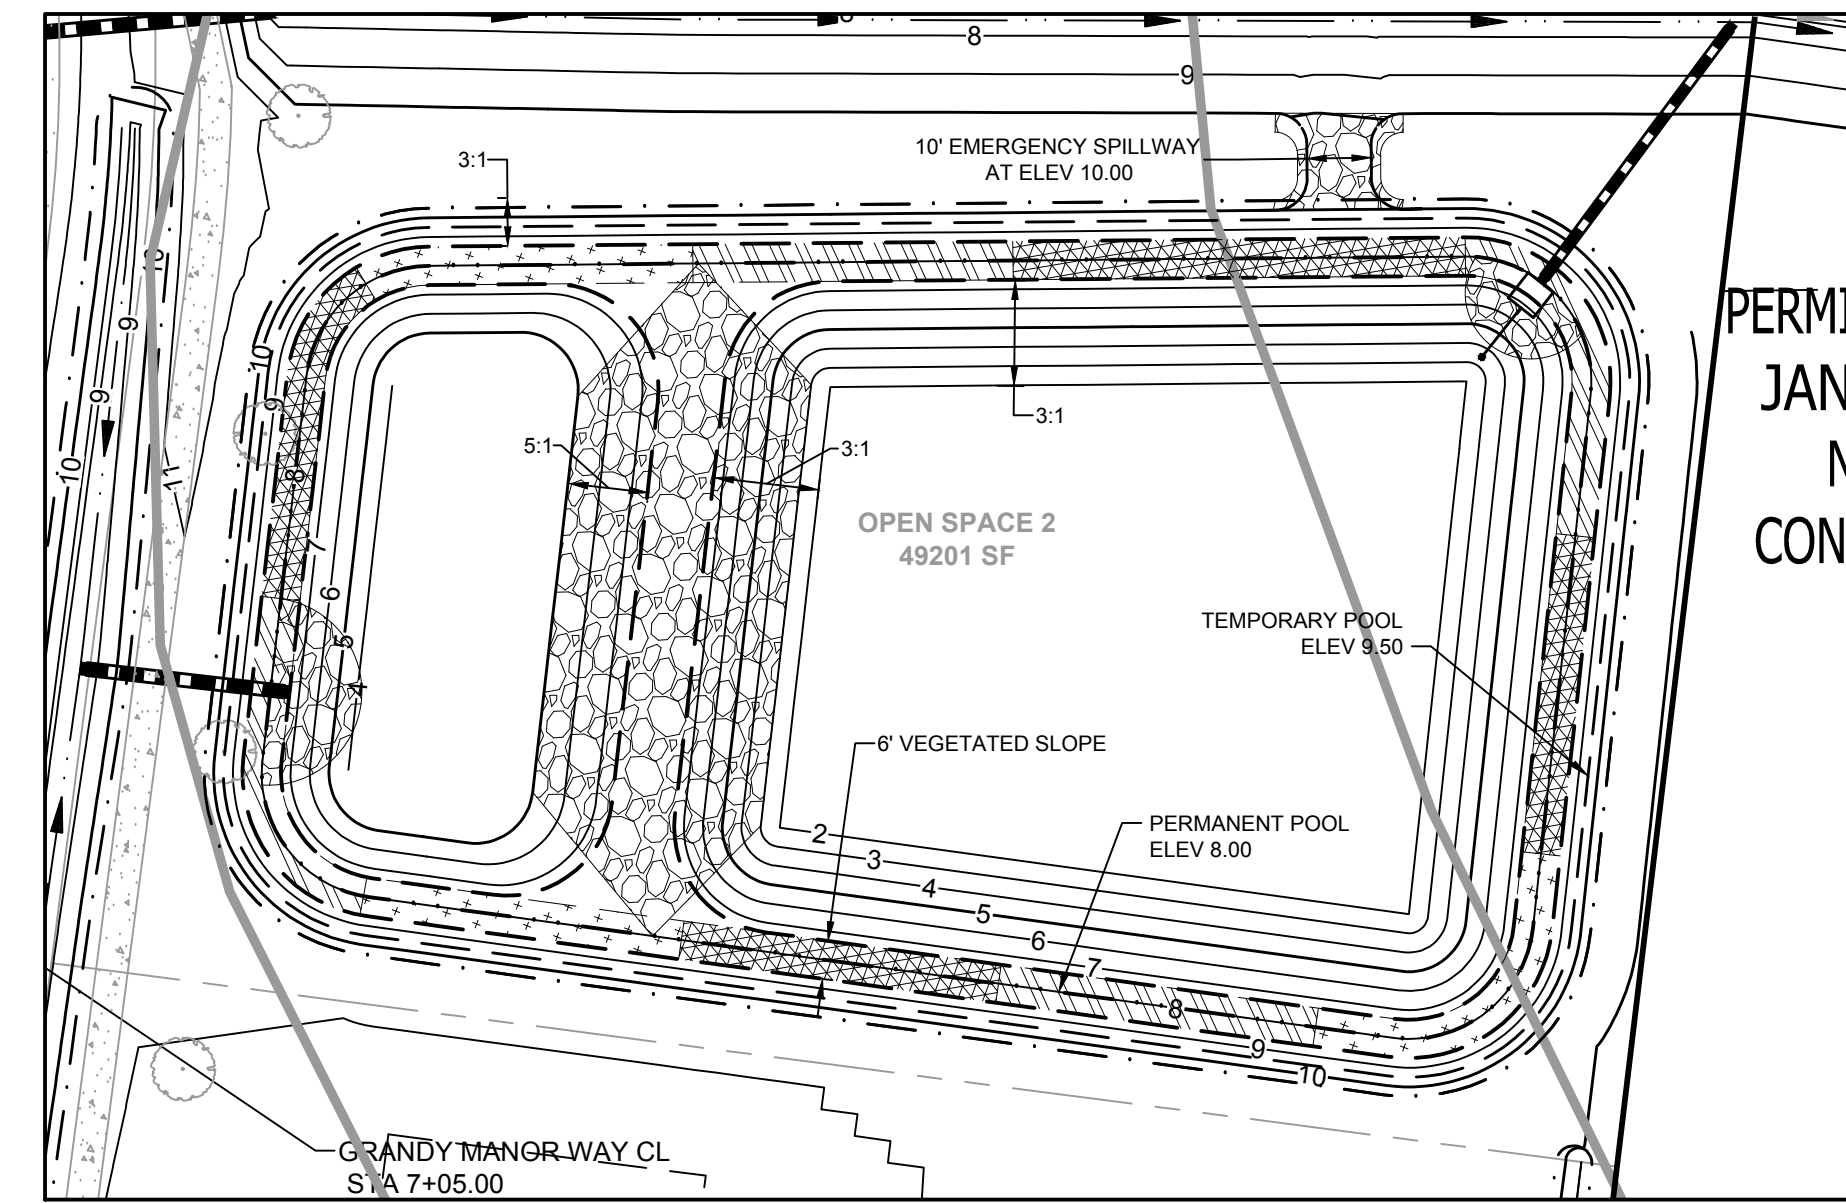 8
9
10' EMERGENCY SPILLWAY
AT ELEV 10.00
3:1
10
9
10
9
9
3:1
PERMI
JAN
5:1
3:1
10
11
8
N
OPEN SPACE 2
49201 SF
CON
7
6
5
4
TEMPORARY POOL
ELEV 9.50
6' VEGETATED SLOPE
PERMANENT POOL
ELEV 8.00
2
3
4
5
6
7
8
9
10
GRANDY MANOR WAY CL
STA 7+05.00